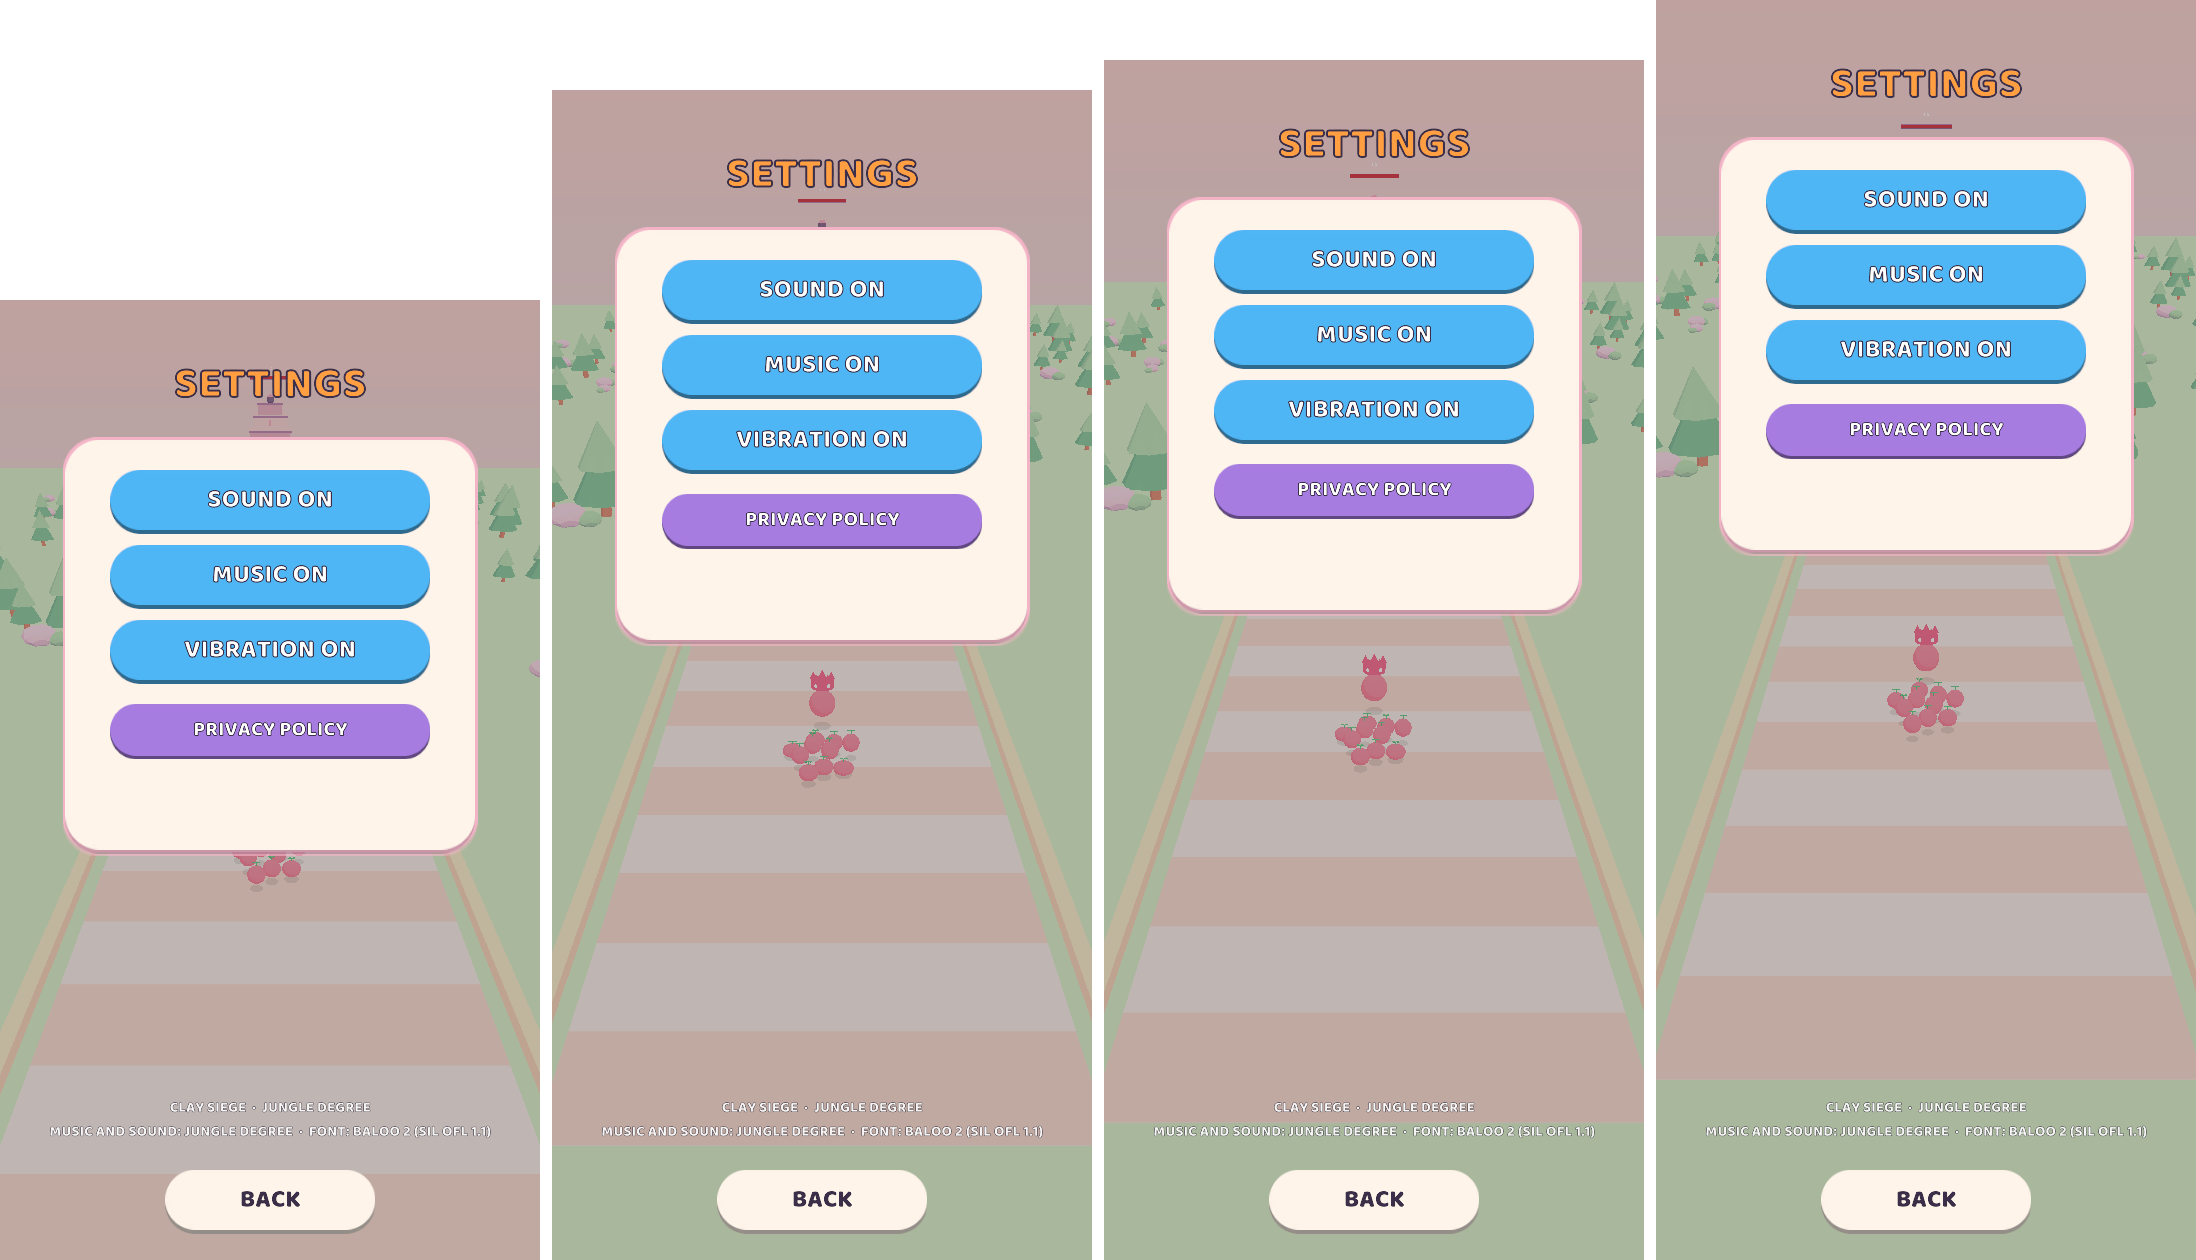 SETTINGS
SOUND ON
MUSIC ON
VIBRATION ON
PRIVACY POLICY
CLAY SIEGE · JUNGLE DEGREE
MUSIC AND SOUND: JUNGLE DEGREE · FONT: BALOO 2 (SIL OFL 1.1)
BACK
SETTINGS
SOUND ON
MUSIC ON
VIBRATION ON
PRIVACY POLICY
CLAY SIEGE · JUNGLE DEGREE
MUSIC AND SOUND: JUNGLE DEGREE · FONT: BALOO 2 (SIL OFL 1.1)
BACK
SETTINGS
SOUND ON
MUSIC ON
VIBRATION ON
PRIVACY POLICY
CLAY SIEGE · JUNGLE DEGREE
MUSIC AND SOUND: JUNGLE DEGREE · FONT: BALOO 2 (SIL OFL 1.1)
BACK
SETTINGS
SOUND ON
MUSIC ON
VIBRATION ON
PRIVACY POLICY
CLAY SIEGE · JUNGLE DEGREE
MUSIC AND SOUND: JUNGLE DEGREE · FONT: BALOO 2 (SIL OFL 1.1)
BACK